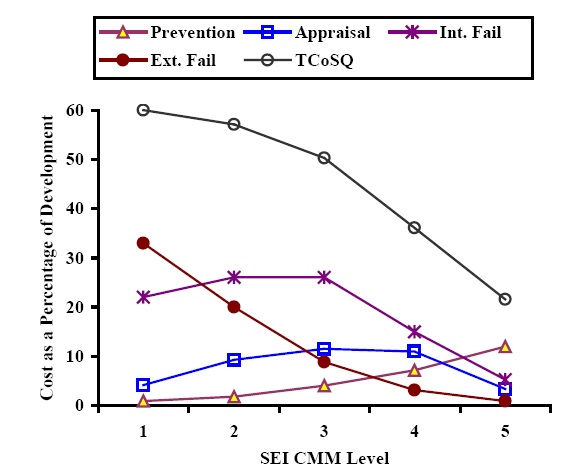 Prevention Appraisal Int. Fail
Ext. Fail TCoSQ
Cost as a Percentage of Development
60
50
40
30
20
10
0
1 2 3 4 5
SEI CMM Level